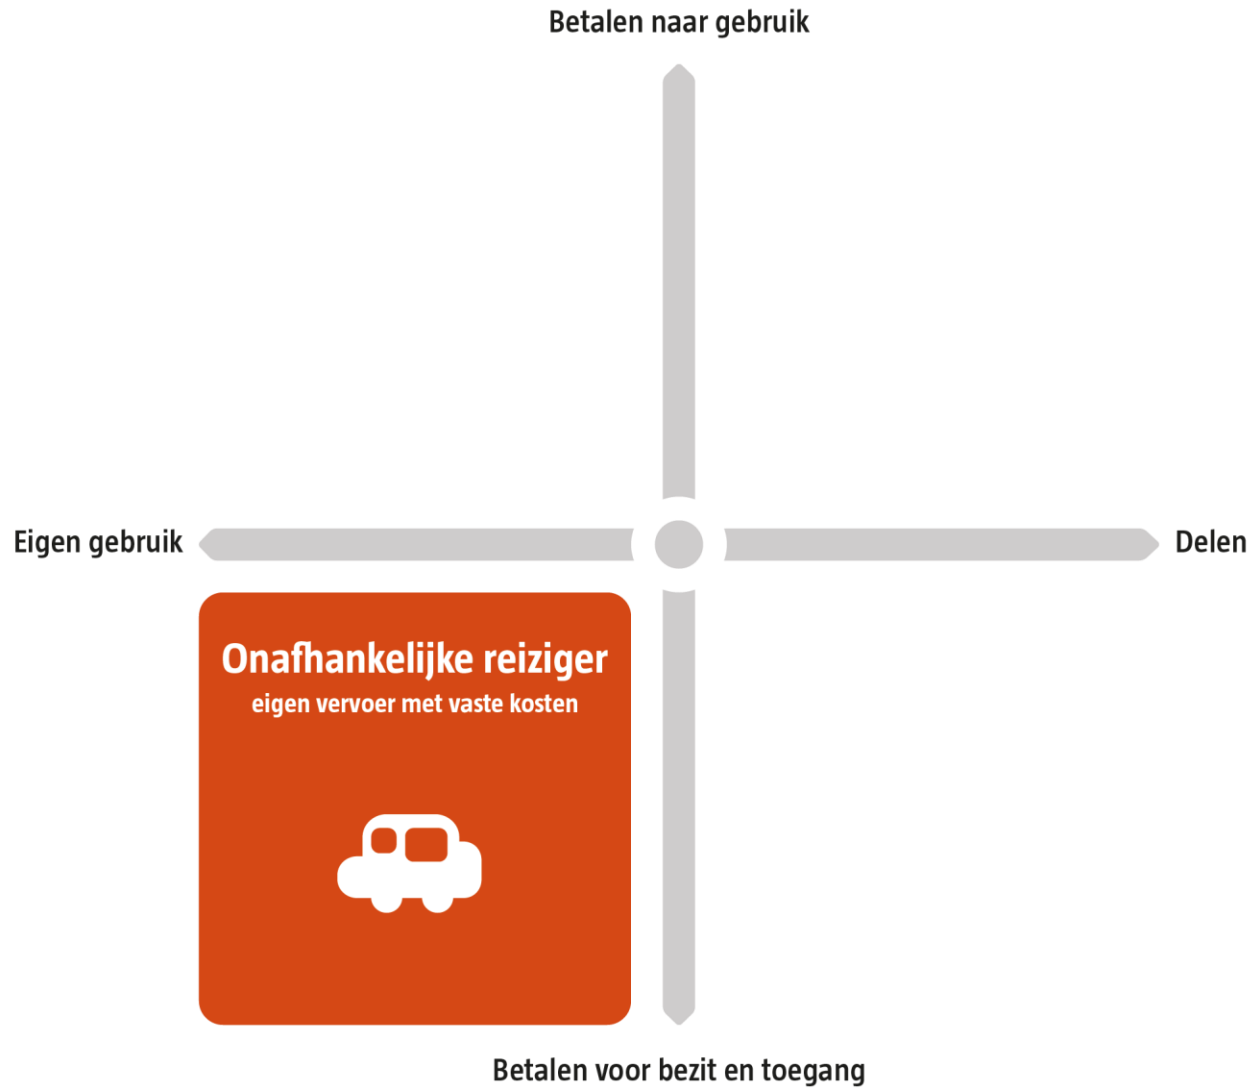 Betalen naar gebruik
Eigen gebruik
Delen
Onafhankelijke reiziger
eigen vervoer met vaste kosten
Betalen voor bezit en toegang